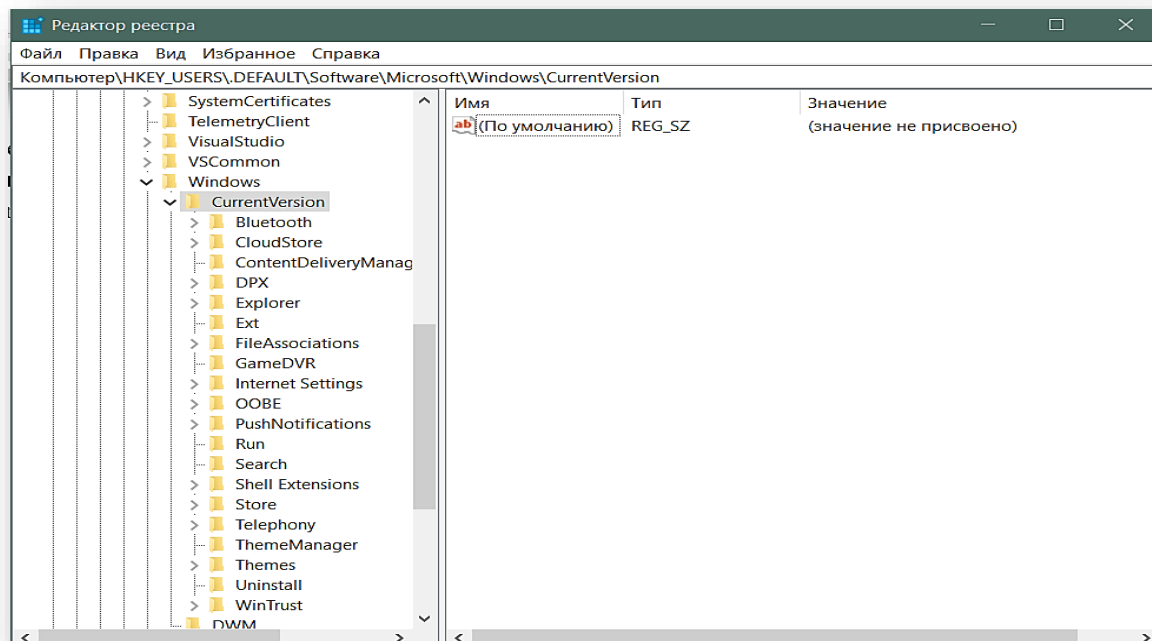 Редактор реестра
Файл Правка Вид Избранное Справка
Компьютер\HKEY_USERS\.DEFAULT\Software\Microsoft\Windows\CurrentVersion
SystemCertificates
TelemetryClient
VisualStudio
VSCommon
Windows
CurrentVersion
Bluetooth
CloudStore
ContentDeliveryManag
DPX
Explorer
Ext
FileAssociations
GameDVR
Internet Settings
OOBE
PushNotifications
Run
Search
Shell Extensions
Store
Telephony
ThemeManager
Themes
Uninstall
WinTrust
DWM
Имя Тип Значение
ab (По умолчанию) REG_SZ (значение не присвоено)